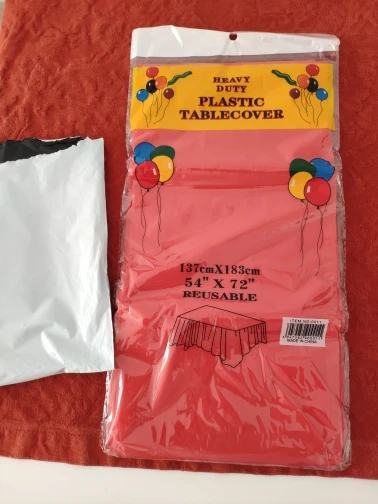 HEAVY
DUTY
PLASTIC
TABLECOVER
137cmX183cm
54" X 72"
REUSABLE
MADE IN CHINA